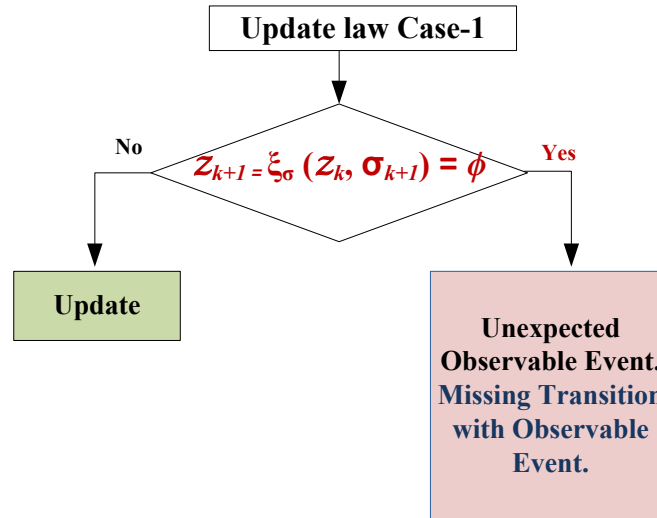 Update law Case-1
No
Yes
z_{k+1} = ξ_σ (z_k, σ_{k+1}) = ϕ
Update
Unexpected
Observable Event.
Missing Transition
with Observable
Event.